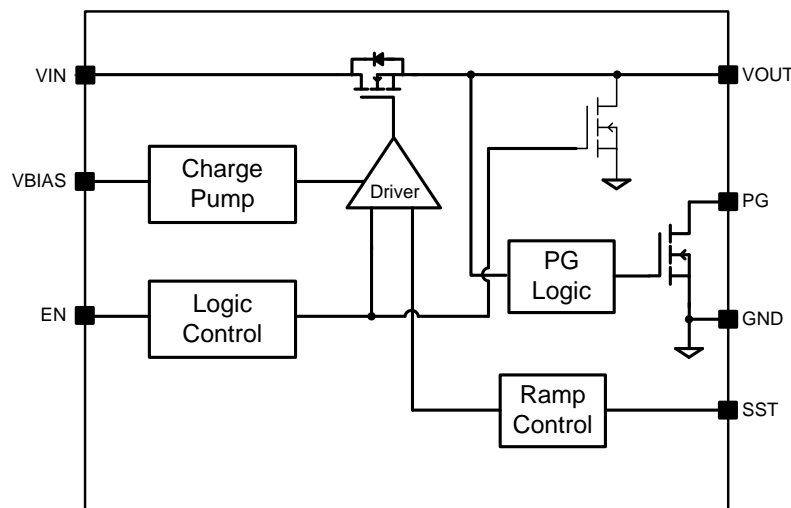 VIN
VOUT
VBIAS
Charge
Pump
Driver
PG
EN
Logic
Control
PG
Logic
GND
Ramp
Control
SST